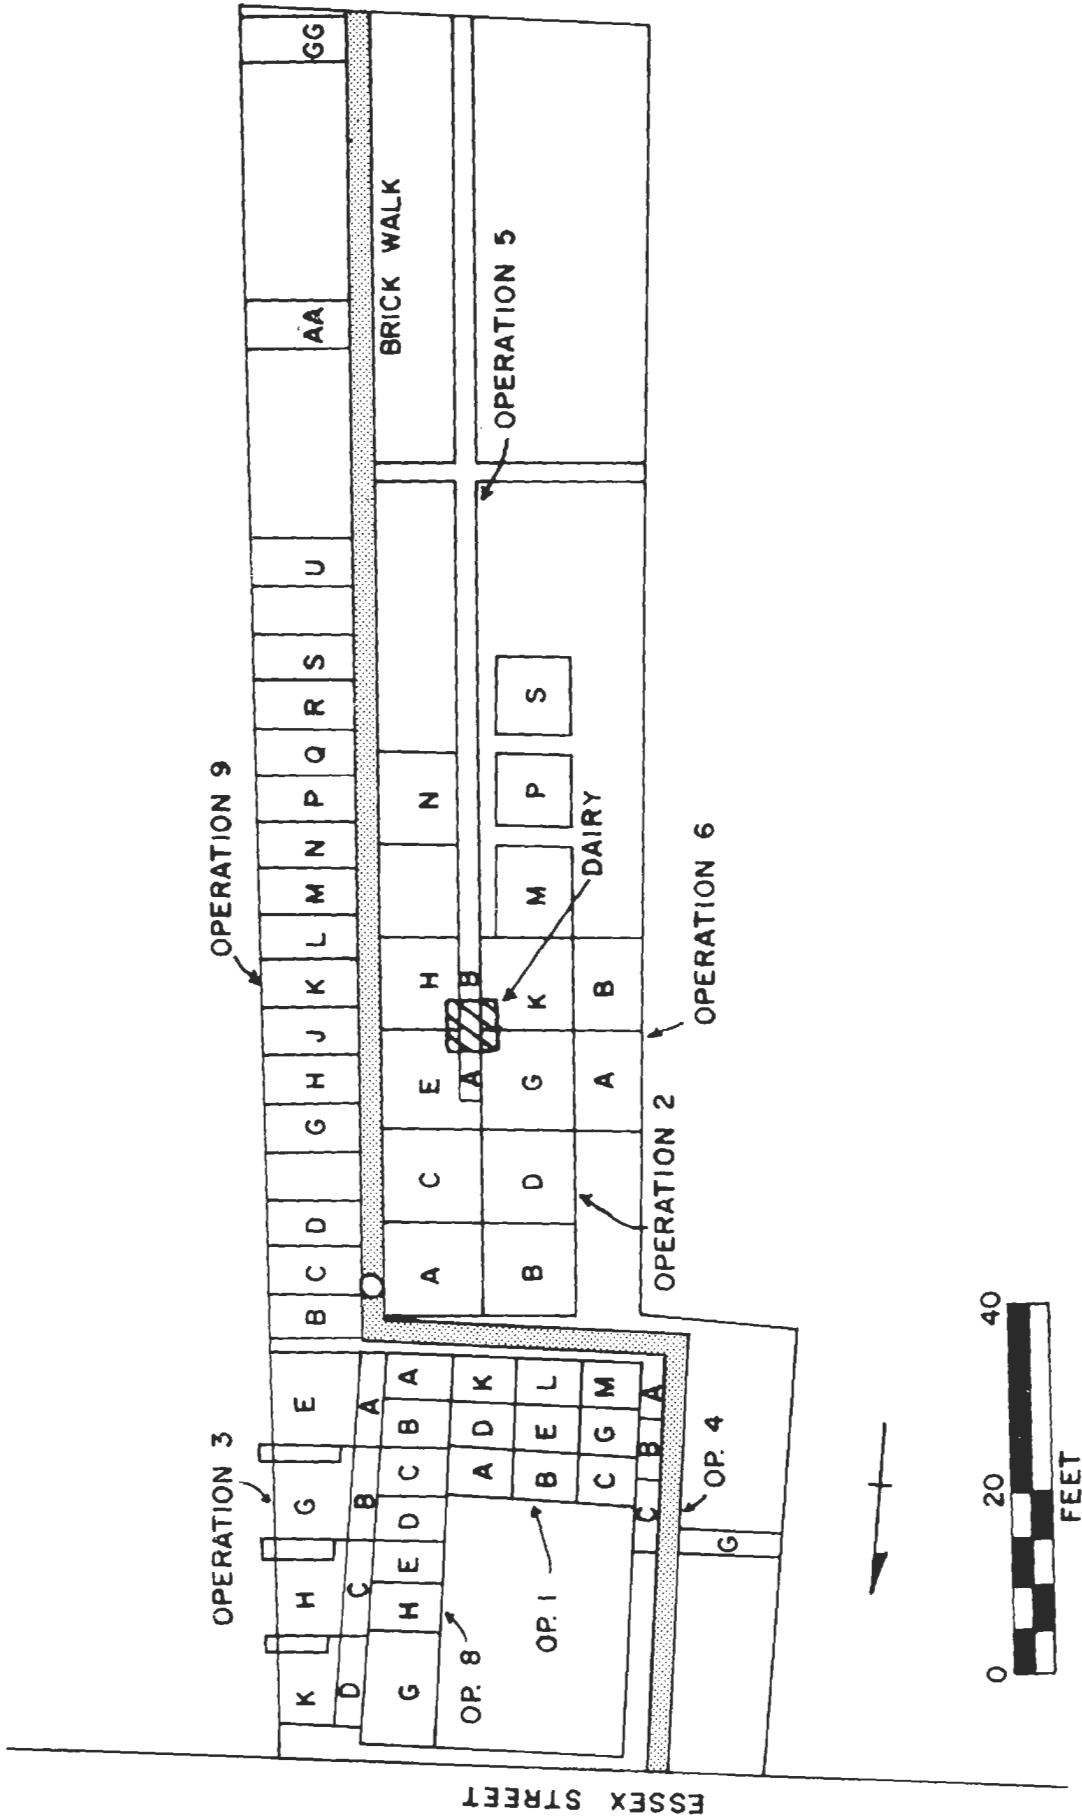 OPERATION 3
OPERATION 9
K H G E
B C D G H J K L M N P Q R S U AA GG
D C B A
BRICK WALK
G H E D C B A
A C E H N
A B
OP. 8
A D K
B E L
C G M
OP. 1
B D G K M P S
OPERATION 5
DAIRY
A B
OPERATION 2
OPERATION 6
C B A
OP. 4
G
ESSEX STREET
0 20 40
FEET